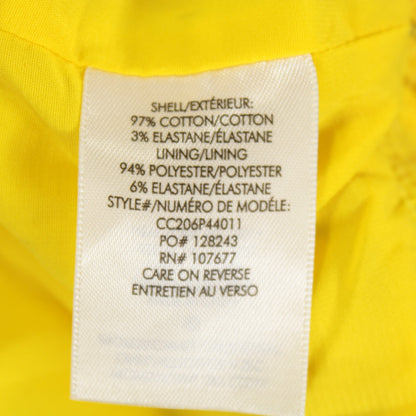 SHELL/EXTÉRIEUR:
97% COTTON/COTTON
3% ELASTANE/ÉLASTANE
LINING/LINING
94% POLYESTER/POLYESTER
6% ELASTANE/ÉLASTANE
STYLE#/NUMÉRO DE MODÉLE:
CC206P44011
PO# 128243
RN# 107677
CARE ON REVERSE
ENTRETIEN AU VERSO